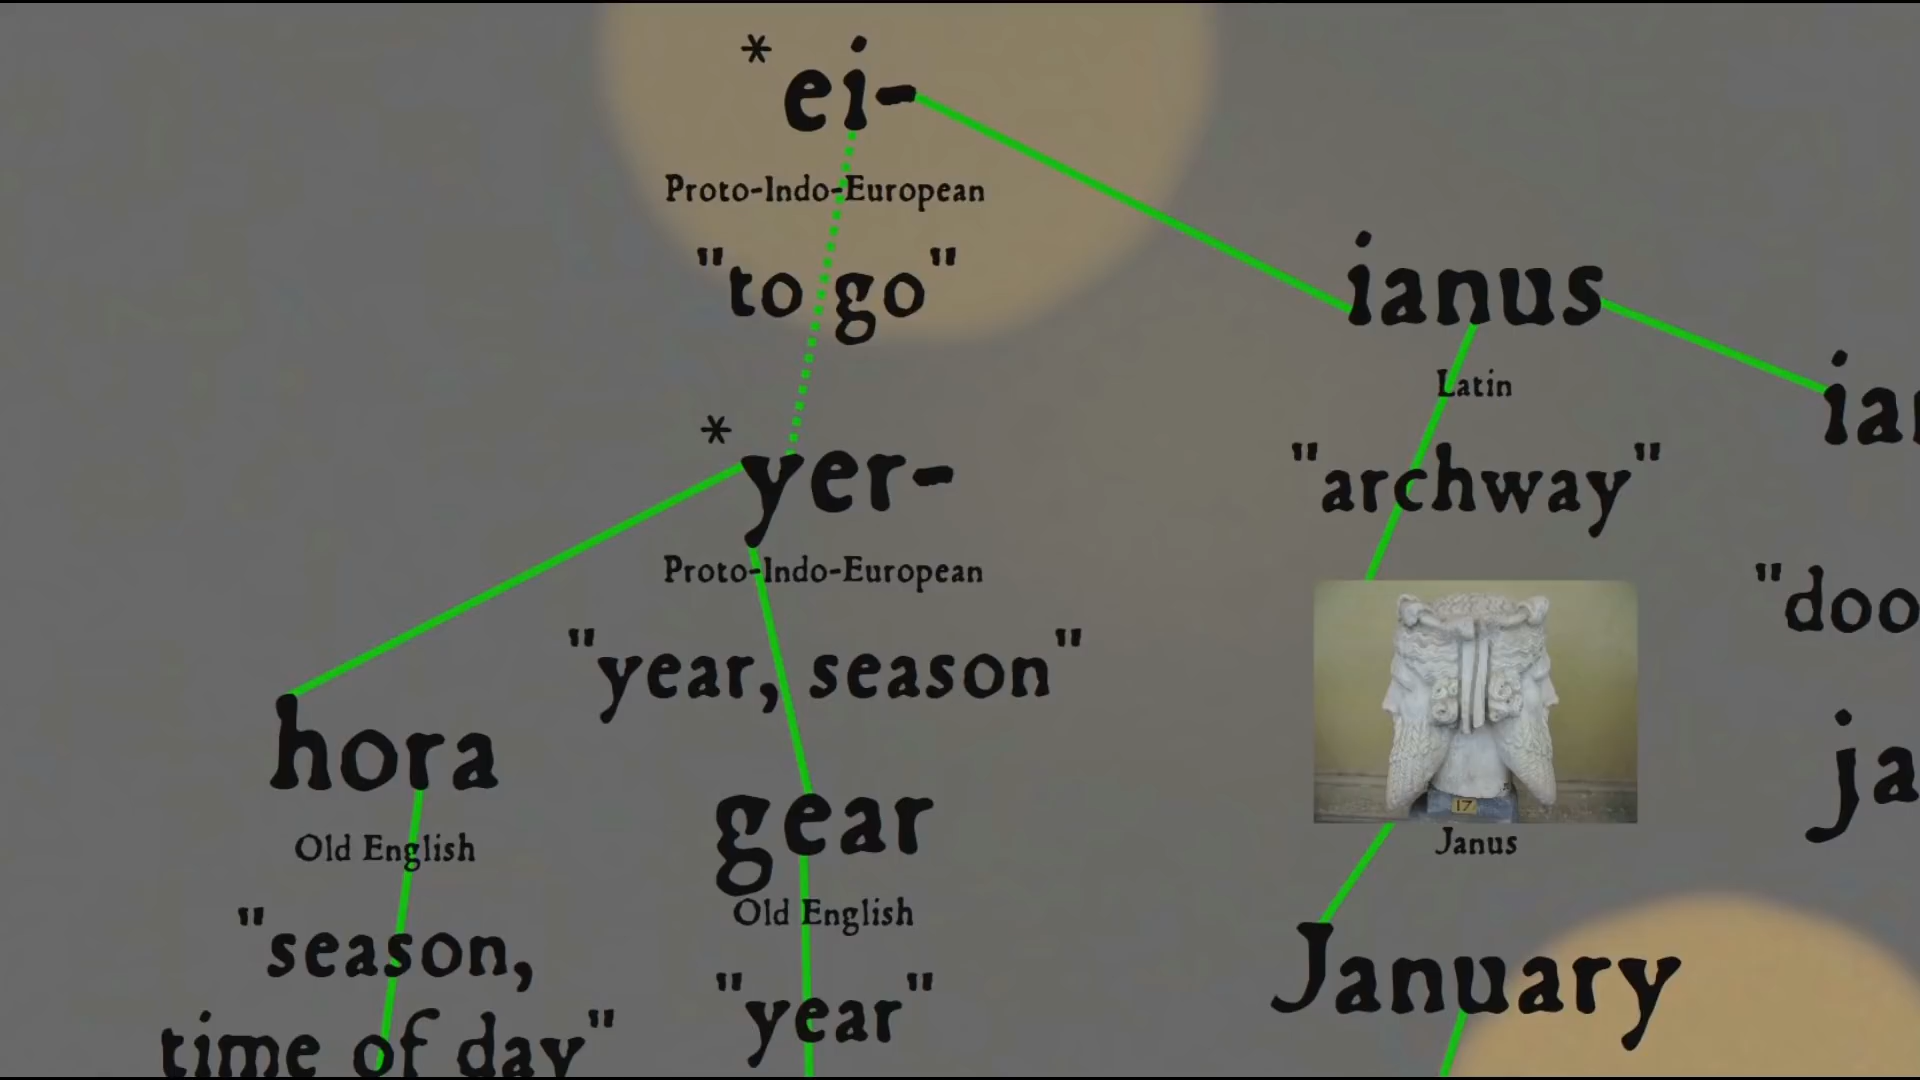 *ei-
Proto-Indo-European
"to go"
*yer-
Proto-Indo-European
"year, season"
hora
Old English
"season,
time of day"
gear
Old English
"year"
ianus
Latin
"archway"
17
Janus
January